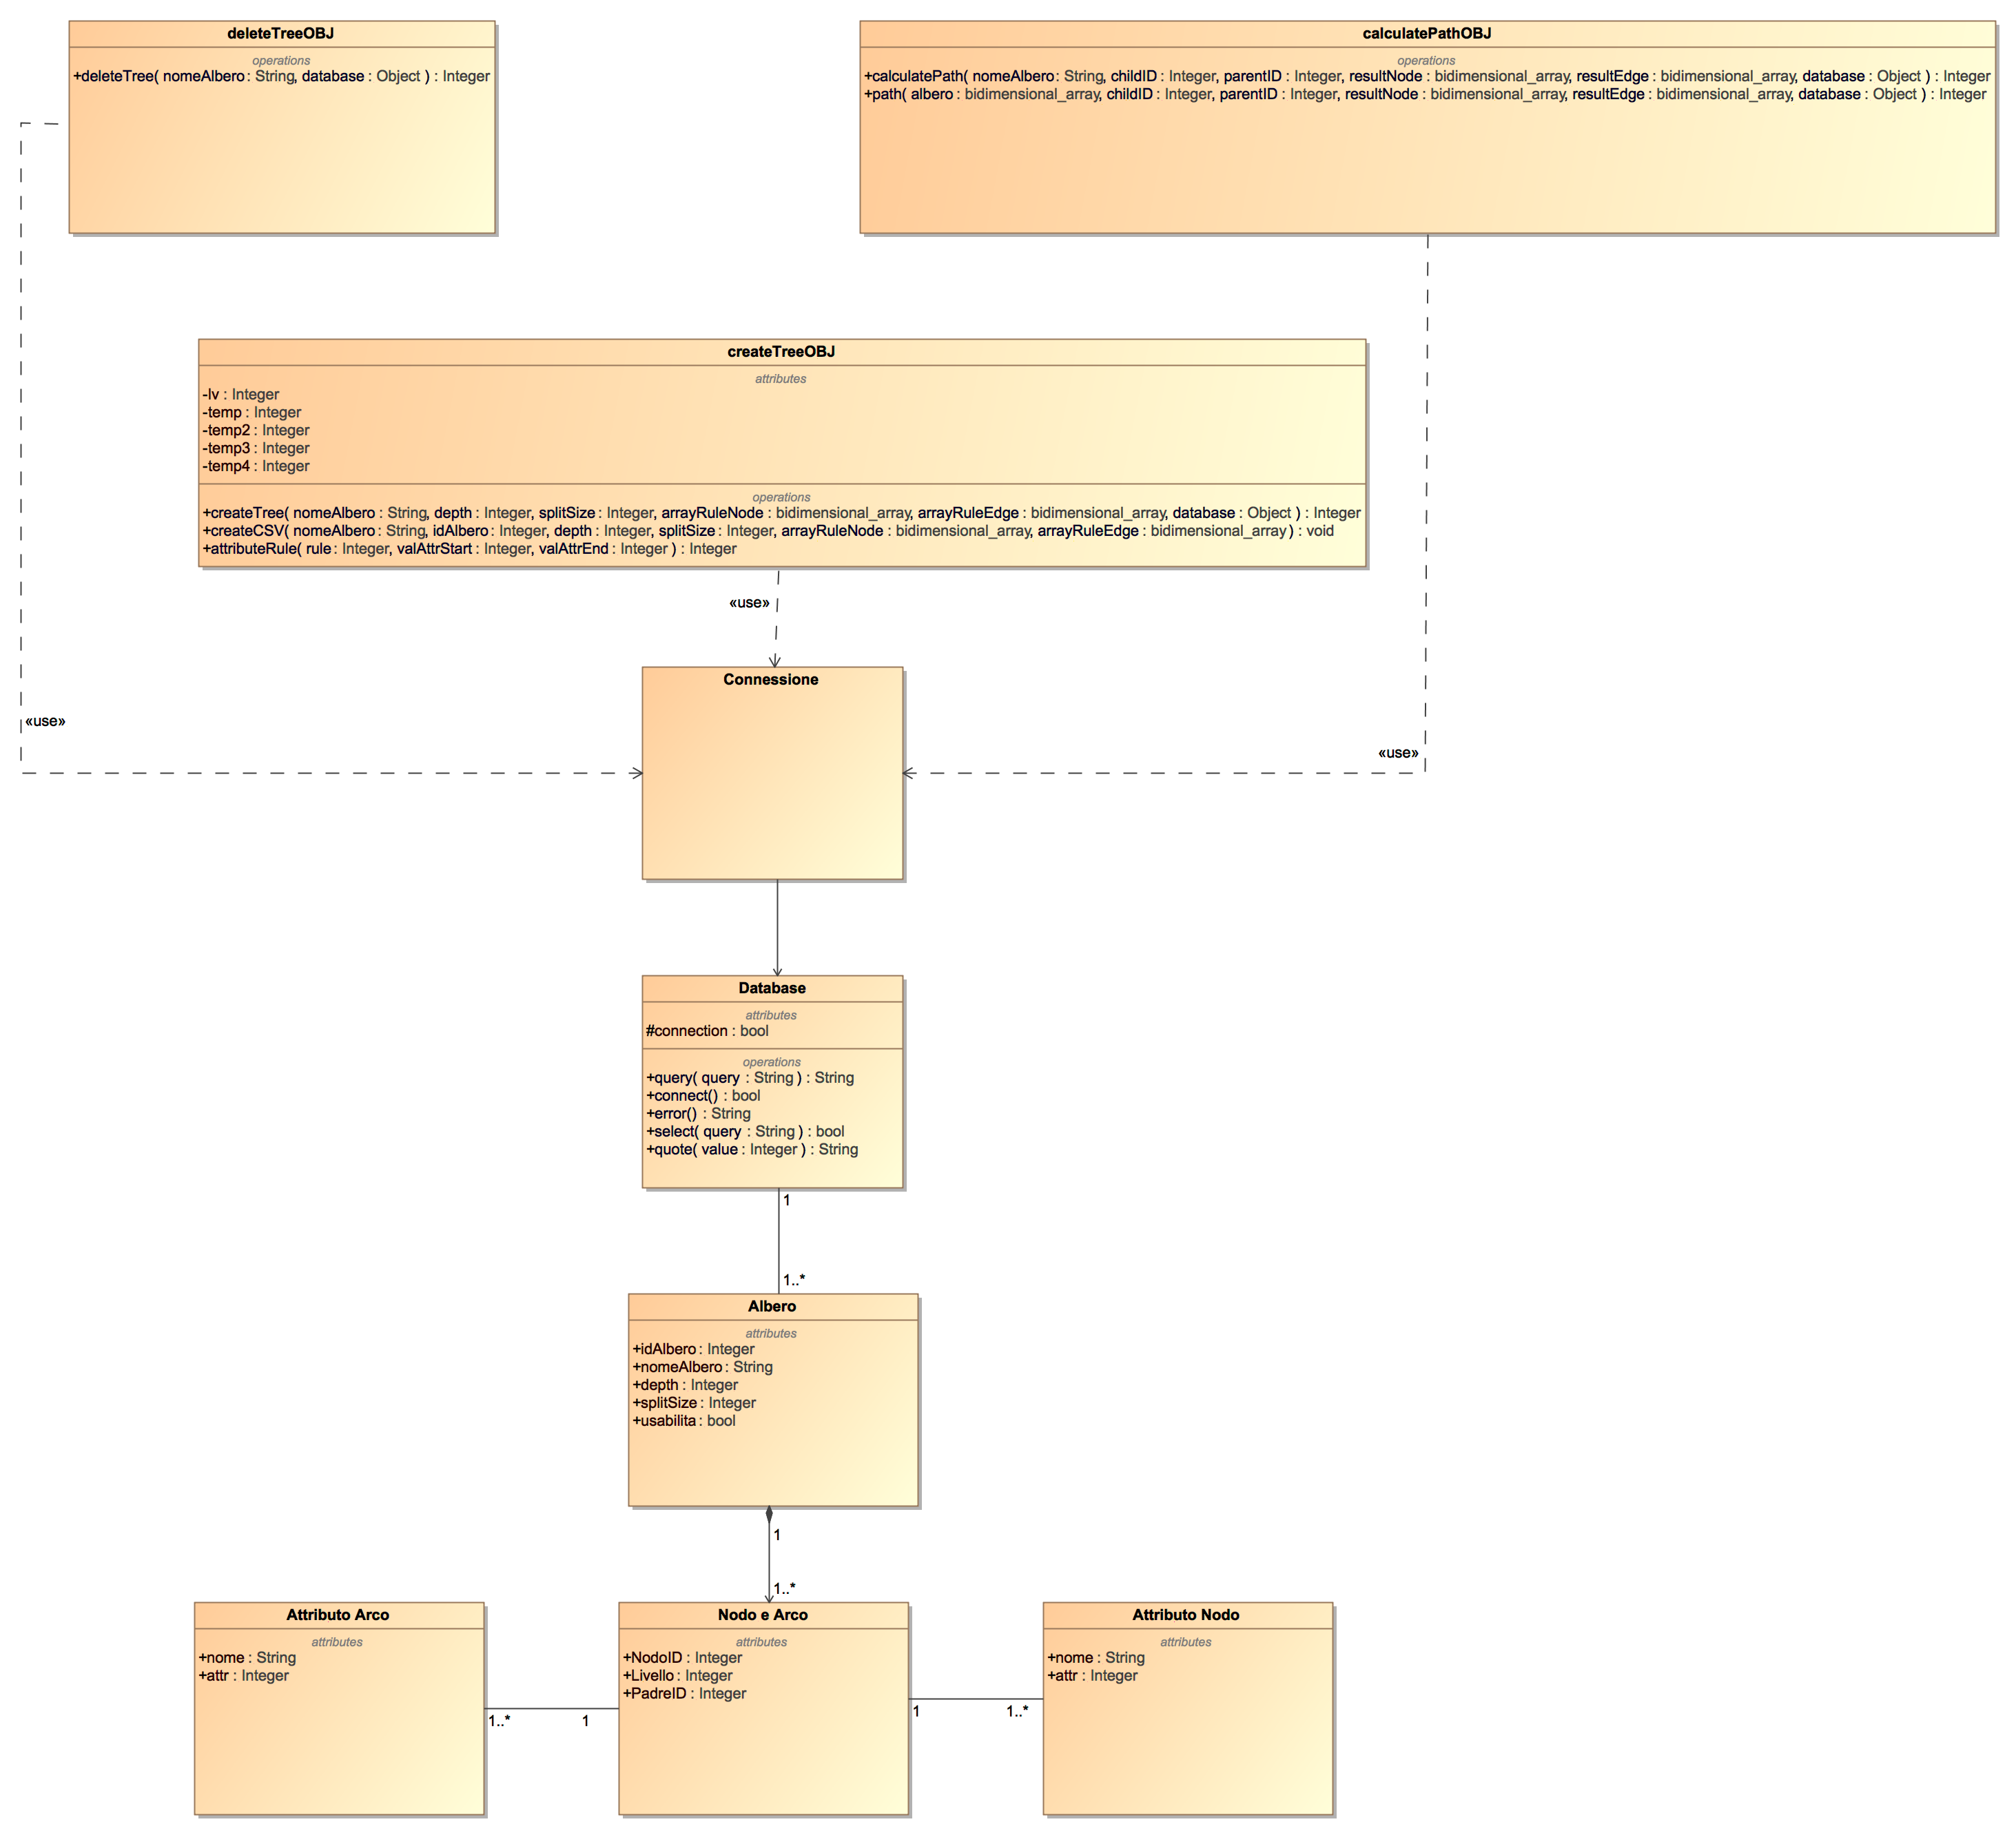 deleteTreeOBJ
operations
+deleteTree( nomeAlbero : String, database : Object ) : Integer
calculatePathOBJ
operations
+calculatePath( nomeAlbero : String, childID : Integer, parentID : Integer, resultNode : bidimensional_array, resultEdge : bidimensional_array, database : Object ) : Integer
+path( albero : bidimensional_array, childID : Integer, parentID : Integer, resultNode : bidimensional_array, resultEdge : bidimensional_array, database : Object ) : Integer
createTreeOBJ
attributes
-lv : Integer
-temp : Integer
-temp2 : Integer
-temp3 : Integer
-temp4 : Integer
operations
+createTree( nomeAlbero : String, depth : Integer, splitSize : Integer, arrayRuleNode : bidimensional_array, arrayRuleEdge : bidimensional_array, database : Object ) : Integer
+createCSV( nomeAlbero : String, idAlbero : Integer, depth : Integer, splitSize : Integer, arrayRuleNode : bidimensional_array, arrayRuleEdge : bidimensional_array ) : void
+attributeRule( rule : Integer, valAttrStart : Integer, valAttrEnd : Integer ) : Integer
«use»
«use»
«use»
Connessione
Database
attributes
#connection : bool
operations
+query( query : String ) : String
+connect() : bool
+error() : String
+select( query : String ) : bool
+quote( value : Integer ) : String
1
1..*
Albero
attributes
+idAlbero : Integer
+nomeAlbero : String
+depth : Integer
+splitSize : Integer
+usabilita : bool
1
1..*
Attributo Arco
attributes
+nome : String
+attr : Integer
1..*
1
Nodo e Arco
attributes
+NodoID : Integer
+Livello : Integer
+PadreID : Integer
1
1..*
Attributo Nodo
attributes
+nome : String
+attr : Integer